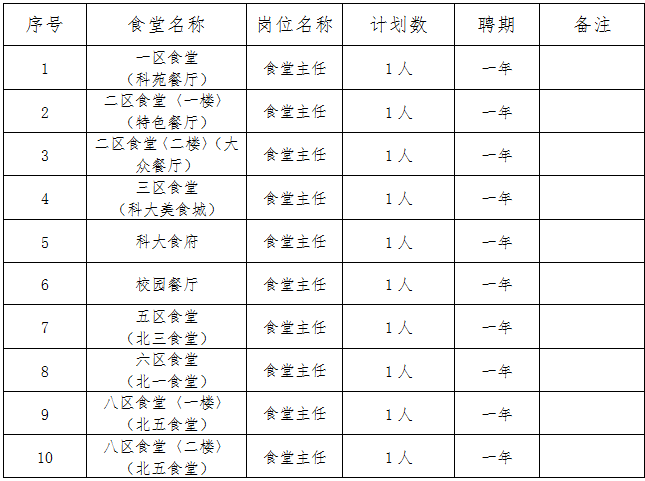 序号 食堂名称 岗位名称 计划数 聘期 备注
1 一区食堂
（科苑餐厅） 食堂主任 1人 一年
2 二区食堂〈一楼〉
（特色餐厅） 食堂主任 1人 一年
3 二区食堂〈二楼〉（大
众餐厅） 食堂主任 1人 一年
4 三区食堂
（科大美食城） 食堂主任 1人 一年
5 科大食府 食堂主任 1人 一年
6 校园餐厅 食堂主任 1人 一年
7 五区食堂
（北三食堂） 食堂主任 1人 一年
8 六区食堂
（北一食堂） 食堂主任 1人 一年
9 八区食堂〈一楼〉
（北五食堂） 食堂主任 1人 一年
10 八区食堂〈二楼〉
（北五食堂） 食堂主任 1人 一年